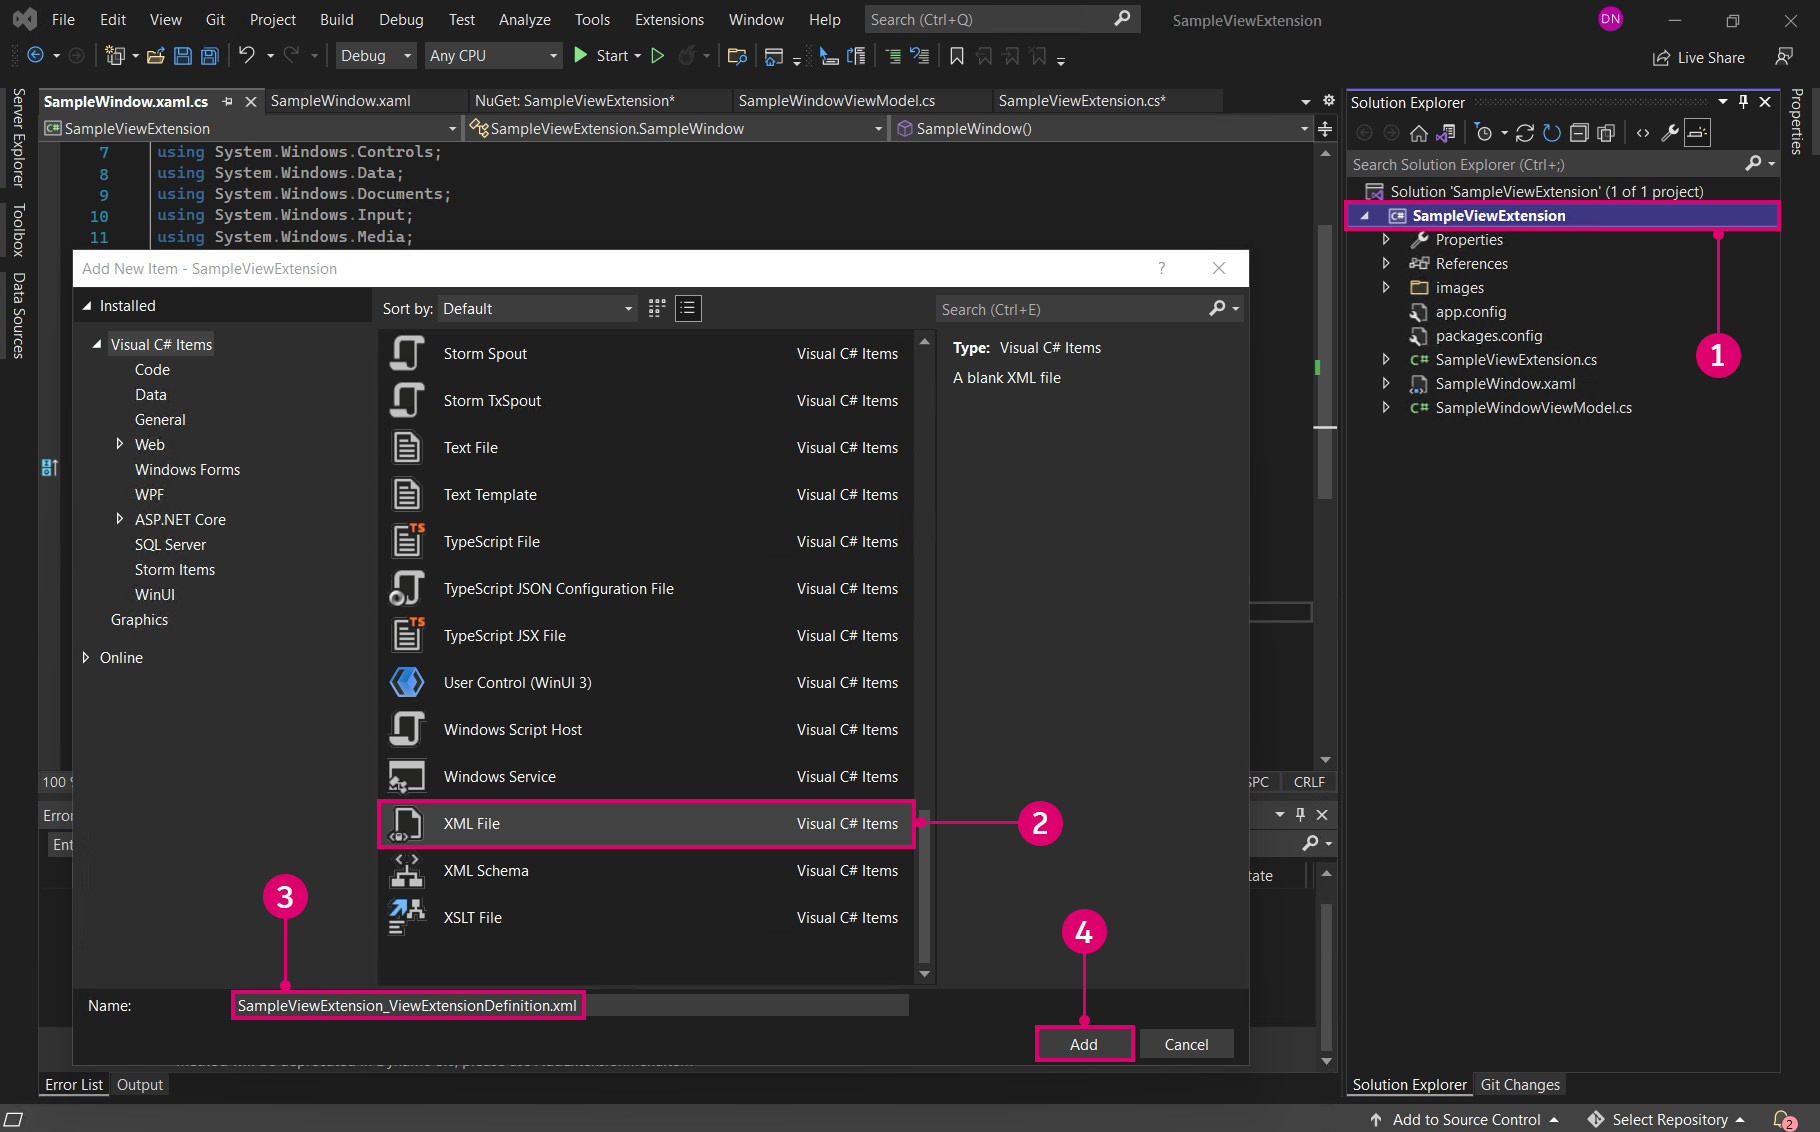 File Edit View Git Project Build Debug Test Analyze Tools Extensions Window Help Search (Ctrl+Q) SampleViewExtension DN
Debug Any CPU Start Live Share
Server Explorer
Toolbox
Data Sources
SampleWindow.xaml.cs SampleWindow.xaml NuGet: SampleViewExtension* SampleWindowViewModel.cs SampleViewExtension.cs*
C# SampleViewExtension SampleViewExtension.SampleWindow SampleWindow()
7 using System.Windows.Controls;
8 using System.Windows.Data;
9 using System.Windows.Documents;
10 using System.Windows.Input;
11 using System.Windows.Media;
Add New Item - SampleViewExtension ?
Installed
Sort by: Default
Search (Ctrl+E)
Visual C# Items
Code
Data
General
Web
Windows Forms
WPF
ASP.NET Core
SQL Server
Storm Items
WinUI
Graphics
Online
Storm Spout Visual C# Items
Storm TxSpout Visual C# Items
Text File Visual C# Items
Text Template Visual C# Items
TS TypeScript File Visual C# Items
TypeScript JSON Configuration File Visual C# Items
TS TypeScript JSX File Visual C# Items
User Control (WinUI 3) Visual C# Items
Windows Script Host Visual C# Items
Windows Service Visual C# Items
XML File Visual C# Items
XML Schema Visual C# Items
XSLT File Visual C# Items
Type: Visual C# Items
A blank XML file
2
3
4
Name: SampleViewExtension_ViewExtensionDefinition.xml
Add Cancel
100
SPC CRLF
Error List Output
Solution Explorer
Search Solution Explorer (Ctrl+;)
Solution 'SampleViewExtension' (1 of 1 project)
C# SampleViewExtension
Properties
References
images
app.config
packages.config
C# SampleViewExtension.cs
SampleWindow.xaml
C# SampleWindowViewModel.cs
1
Properties
Solution Explorer Git Changes
Add to Source Control Select Repository 2